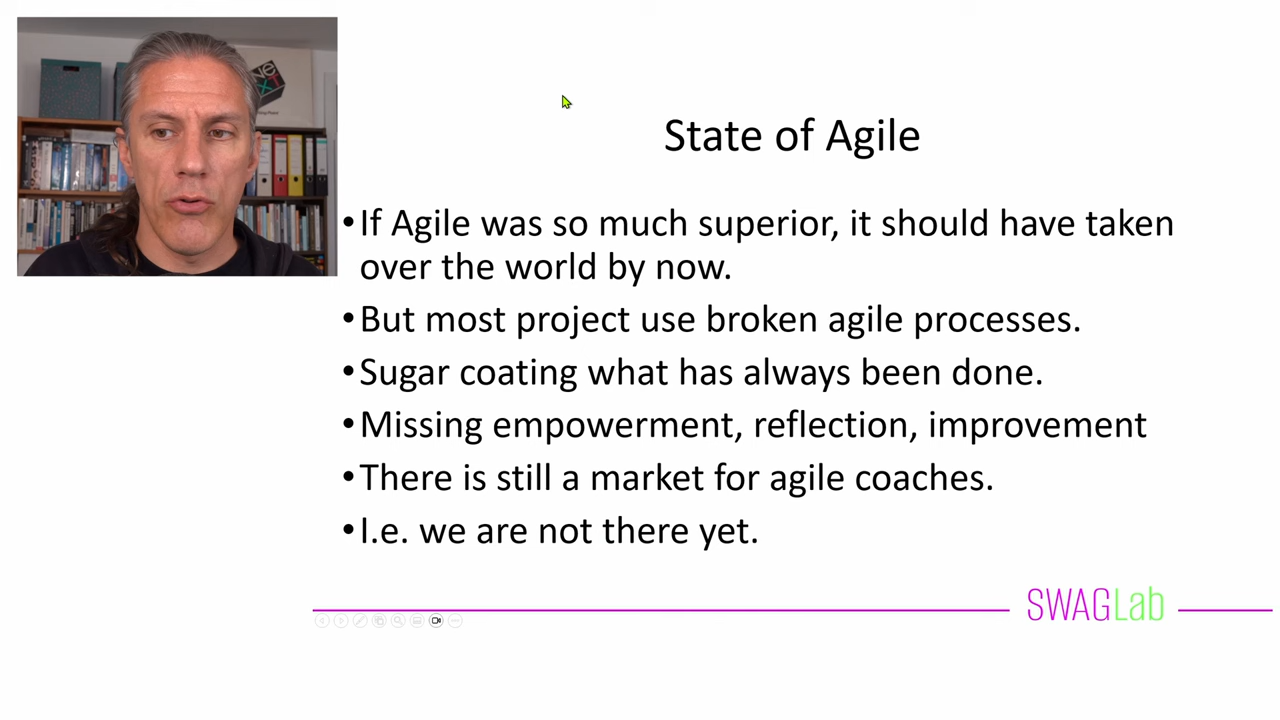 State of Agile
•If Agile was so much superior, it should have taken
over the world by now.
•But most project use broken agile processes.
•Sugar coating what has always been done.
•Missing empowerment, reflection, improvement
•There is still a market for agile coaches.
•I.e. we are not there yet.
SWAGLab